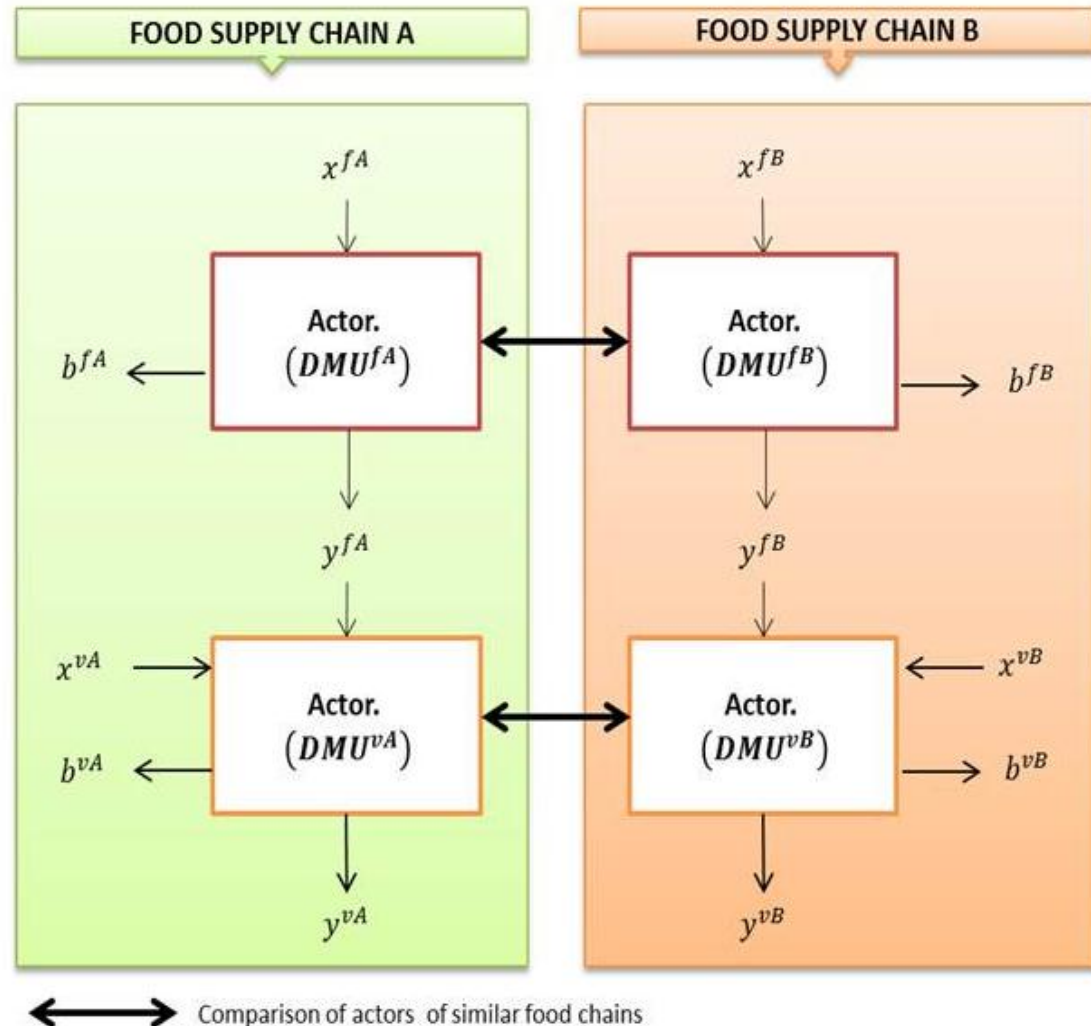 FOOD SUPPLY CHAIN A
FOOD SUPPLY CHAIN B
x^{fA}
x^{fB}
Actor.
(DMU^{fA})
Actor.
(DMU^{fB})
b^{fA}
b^{fB}
y^{fA}
y^{fB}
x^{vA}
Actor.
(DMU^{vA})
b^{vA}
Actor.
(DMU^{vB})
x^{vB}
b^{vB}
y^{vA}
y^{vB}
Comparison of actors of similar food chains